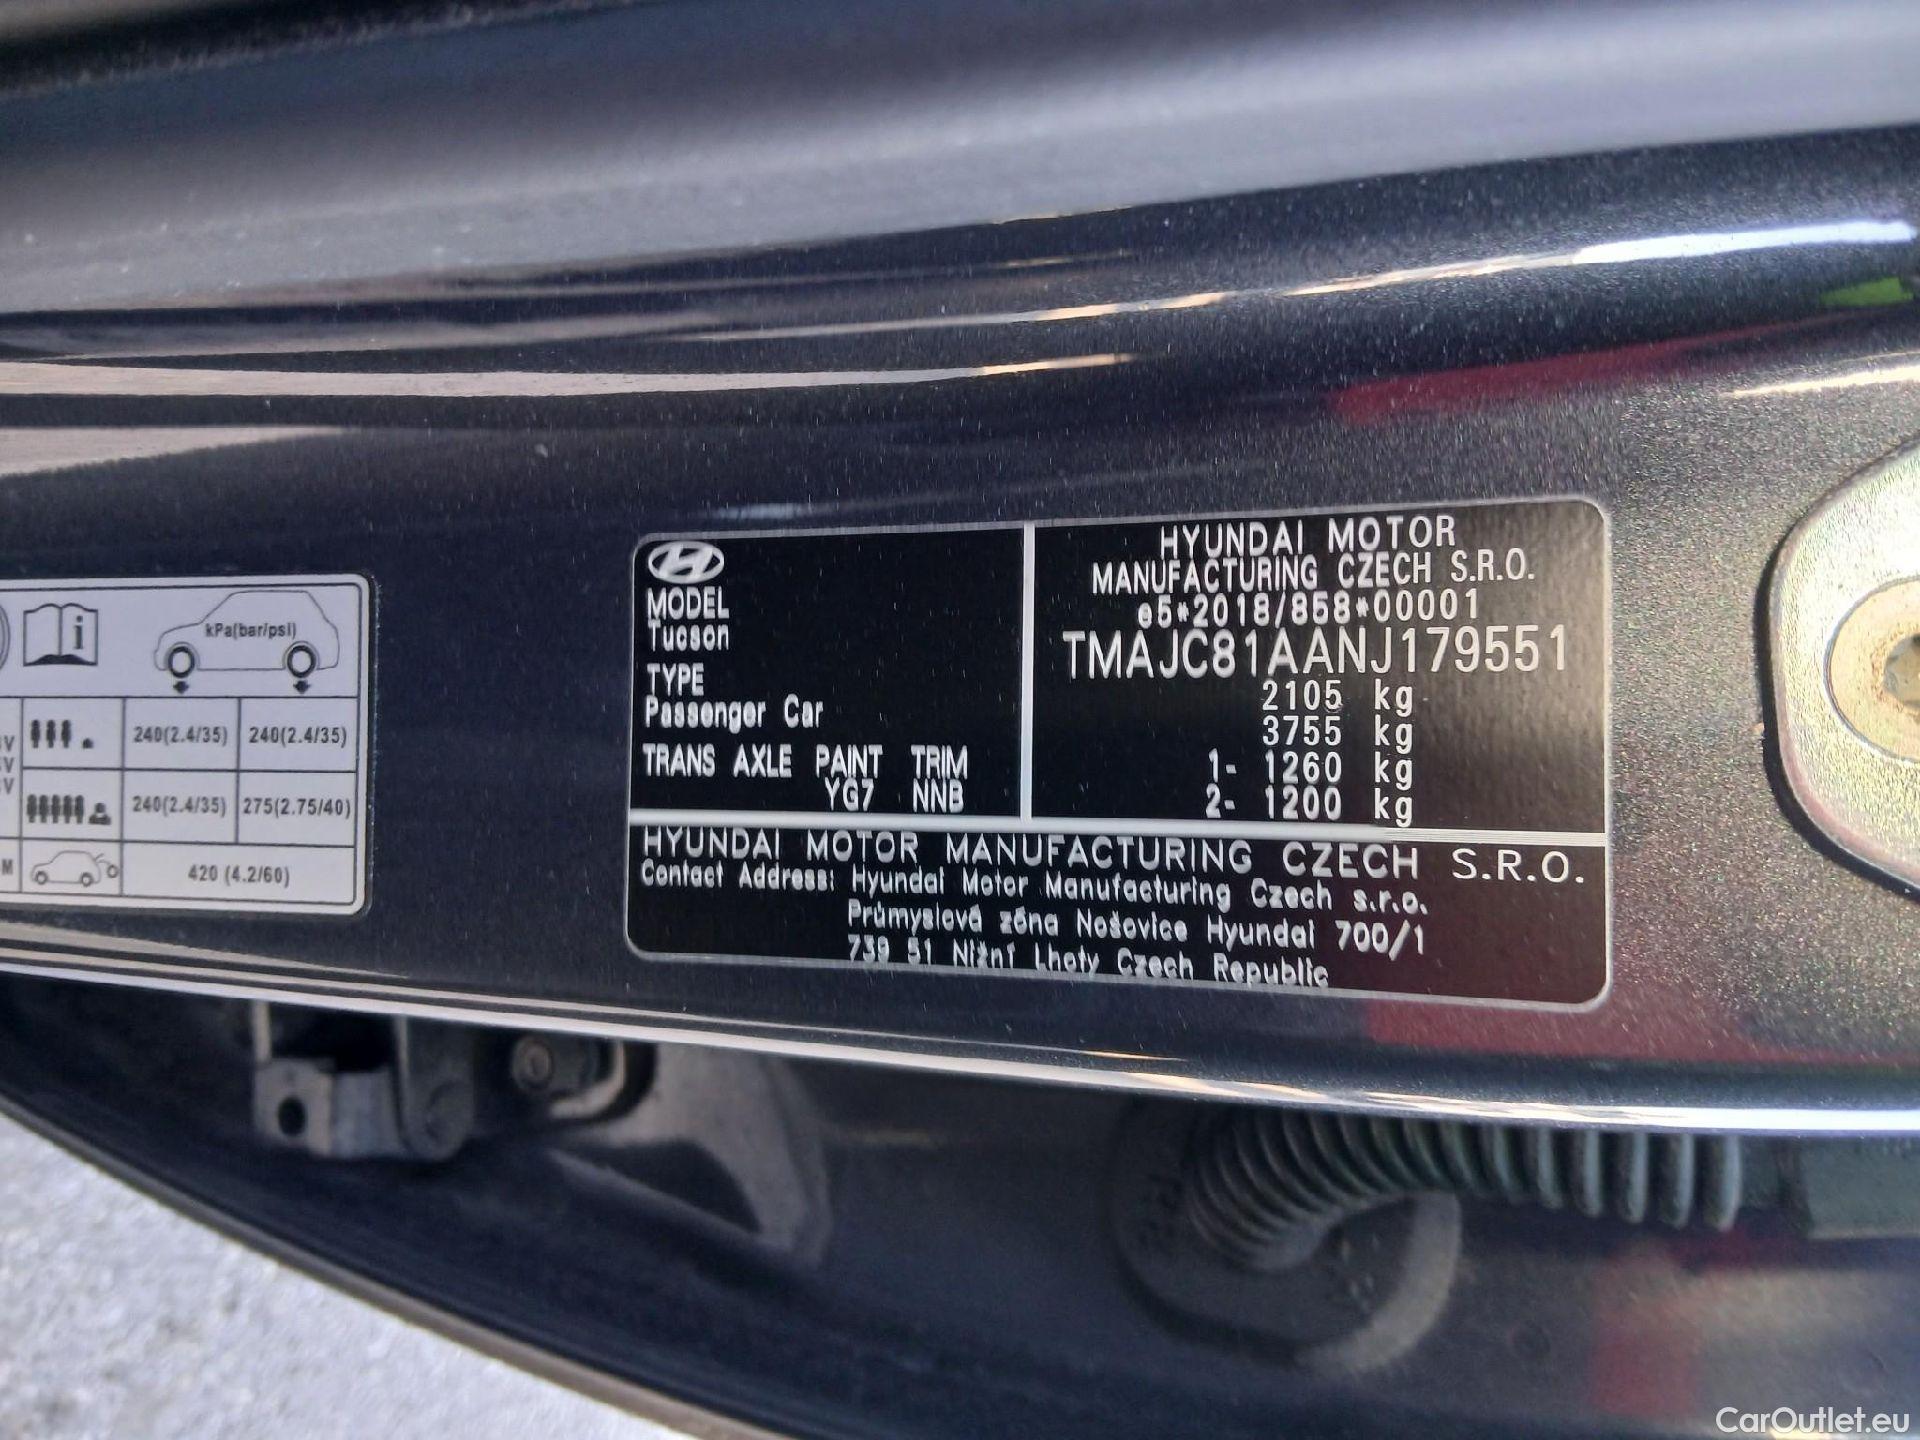 kPa(bar/psi)
240(2.4/35) 240(2.4/35)
240(2.4/35) 275(2.75/40)
420 (4.2/60)
MODEL
Tucson
TYPE
Passenger Car
TRANS AXLE PAINT TRIM
YG7 NNB
HYUNDAI MOTOR
MANUFACTURING CZECH S.R.O.
e5*2018/858*00001
TMAJC81AANJ179551
2105 kg
3755 kg
1- 1260 kg
2- 1200 kg
HYUNDAI MOTOR MANUFACTURING CZECH S.R.O.
Contact Address: Hyundai Motor Manufacturing Czech s.r.o.
Průmyslová zóna Nošovice Hyundai 700/1
739 51 Nižní Lhoty Czech Republic
CarOutlet.eu